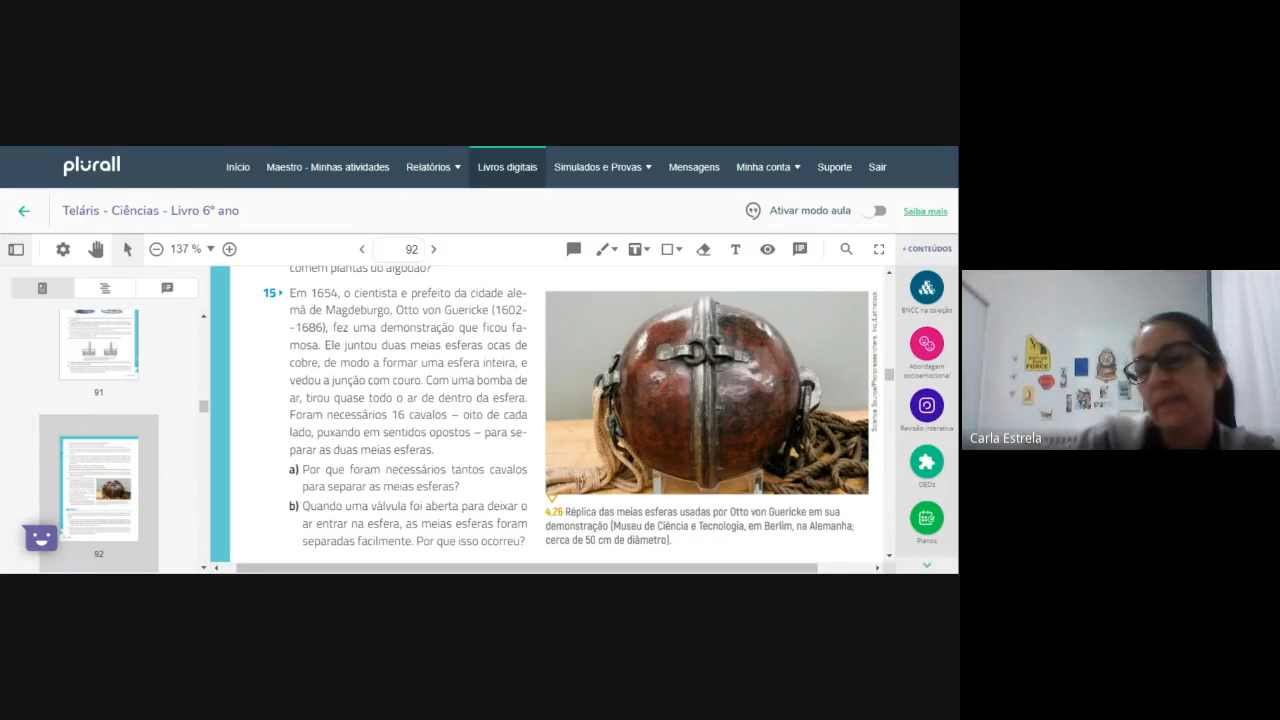 plurall
Início Maestro - Minhas atividades Relatórios Livros digitais Simulados e Provas Mensagens Minha conta Suporte Sair
Teláris - Ciências - Livro 6º ano
Ativar modo aula
Saiba mais
137 %
92
+ CONTEÚDOS
91
92
comem plantas do algodão?
15 Em 1654, o cientista e prefeito da cidade ale-
mã de Magdeburgo, Otto von Guericke (1602-
-1686), fez uma demonstração que ficou fa-
mosa. Ele juntou duas meias esferas ocas de
cobre, de modo a formar uma esfera inteira, e
vedou a junção com couro. Com uma bomba de
ar, tirou quase todo o ar de dentro da esfera.
Foram necessários 16 cavalos – oito de cada
lado, puxando em sentidos opostos – para se-
parar as duas meias esferas.
a) Por que foram necessários tantos cavalos
para separar as meias esferas?
b) Quando uma válvula foi aberta para deixar o
ar entrar na esfera, as meias esferas foram
separadas facilmente. Por que isso ocorreu?
Science Source/Photoresearchers, Inc./Latinstock
4.26 Réplica das meias esferas usadas por Otto von Guericke em sua
demonstração (Museu de Ciência e Tecnologia, em Berlim, na Alemanha;
cerca de 50 cm de diâmetro).
BNCC na coleção
Abordagem
socioemocional
Revisão interativa
OEDs
Planos
FORCE
Carla Estrela